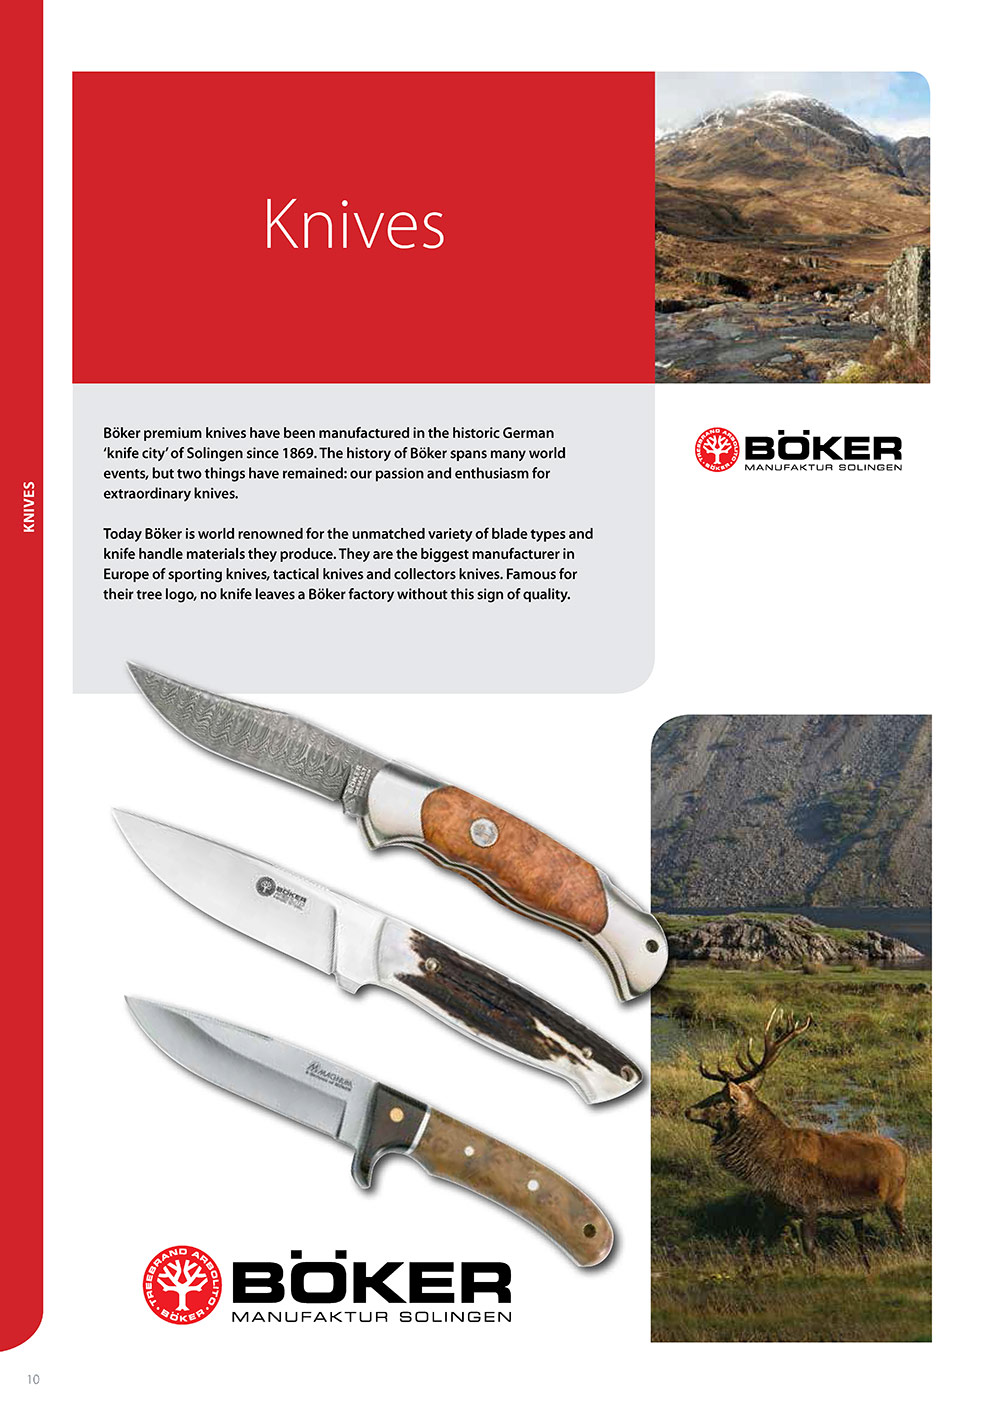 Knives
Böker premium knives have been manufactured in the historic German
‘knife city’ of Solingen since 1869. The history of Böker spans many world
events, but two things have remained: our passion and enthusiasm for
extraordinary knives.
Today Böker is world renowned for the unmatched variety of blade types and
knife handle materials they produce. They are the biggest manufacturer in
Europe of sporting knives, tactical knives and collectors knives. Famous for
their tree logo, no knife leaves a Böker factory without this sign of quality.
TREEBRAND ARBOLITO
BÖKER
BÖKER
MANUFAKTUR SOLINGEN
KNIVES
BÖKER
BÖKER
MAGNUM
TREEBRAND ARBOLITO
BÖKER
BÖKER
MANUFAKTUR SOLINGEN
10